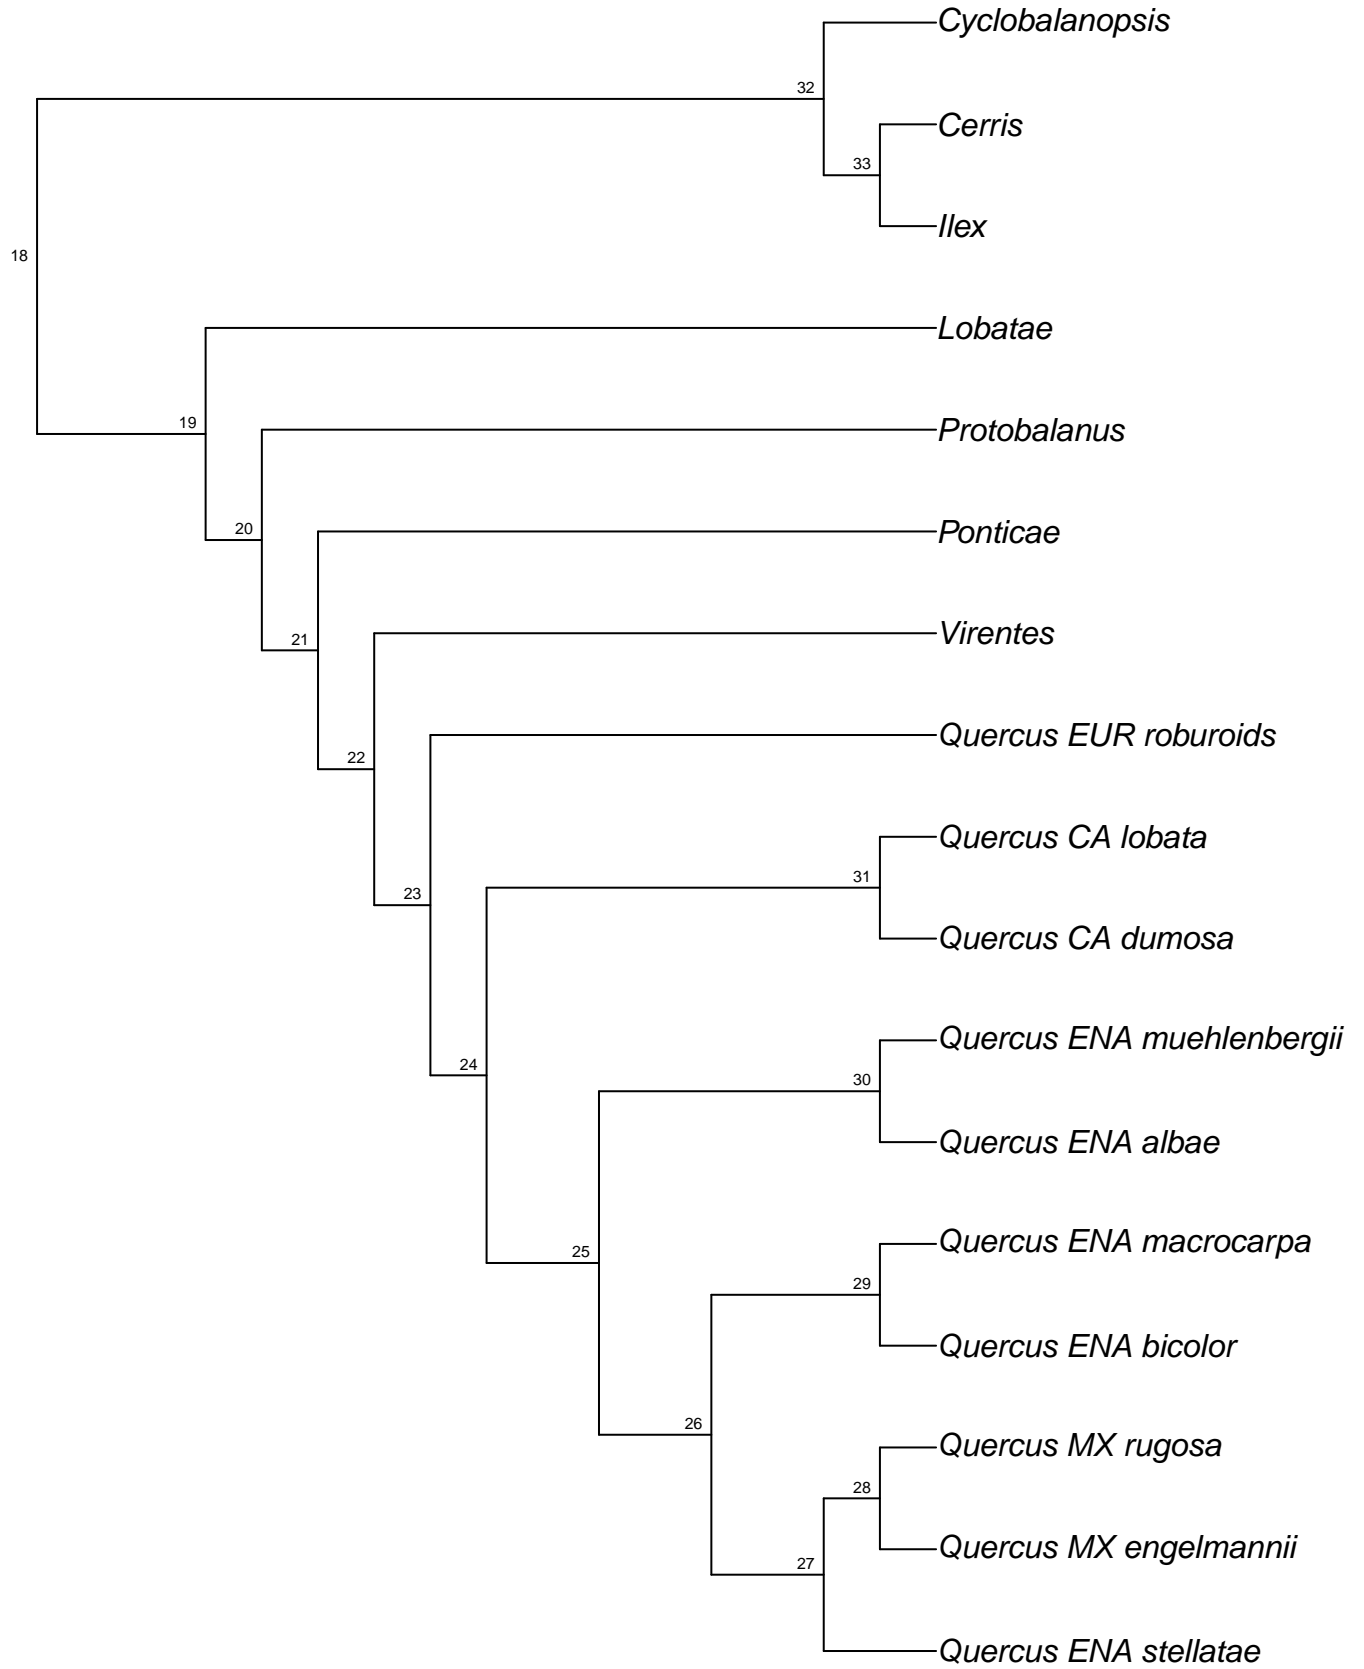 Cyclobalanopsis
32
Cerris
33
Ilex
18
Lobatae
19
Protobalanus
20
Ponticae
21
Virentes
22
Quercus EUR roburoids
Quercus CA lobata
31
23
Quercus CA dumosa
Quercus ENA muehlenbergii
24
30
Quercus ENA albae
Quercus ENA macrocarpa
25
29
Quercus ENA bicolor
26
Quercus MX rugosa
28
Quercus MX engelmannii
27
Quercus ENA stellatae